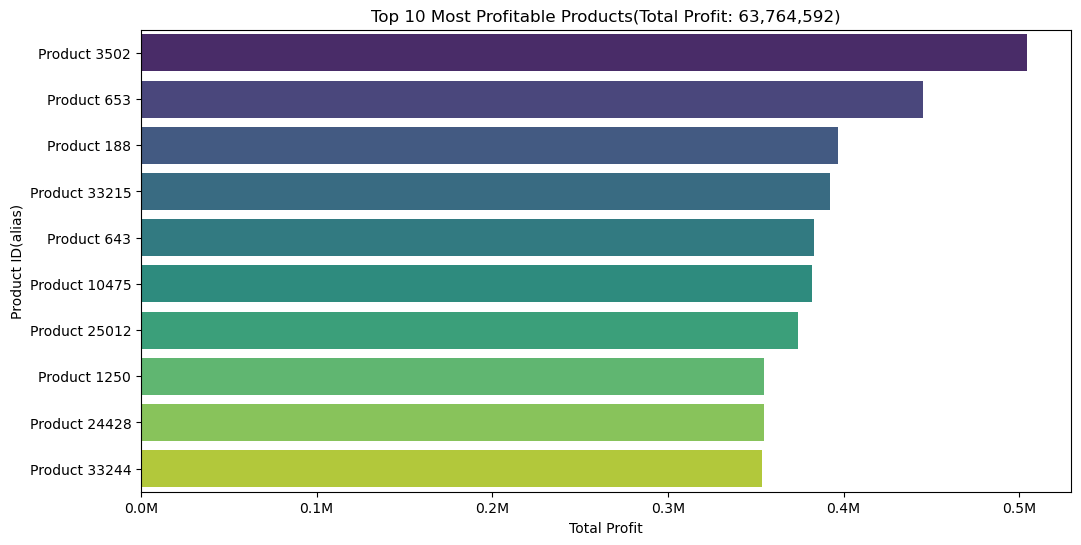 Top 10 Most Profitable Products(Total Profit: 63,764,592)
Product ID(alias)
Product 3502
Product 653
Product 188
Product 33215
Product 643
Product 10475
Product 25012
Product 1250
Product 24428
Product 33244
0.0M 0.1M 0.2M 0.3M 0.4M 0.5M
Total Profit